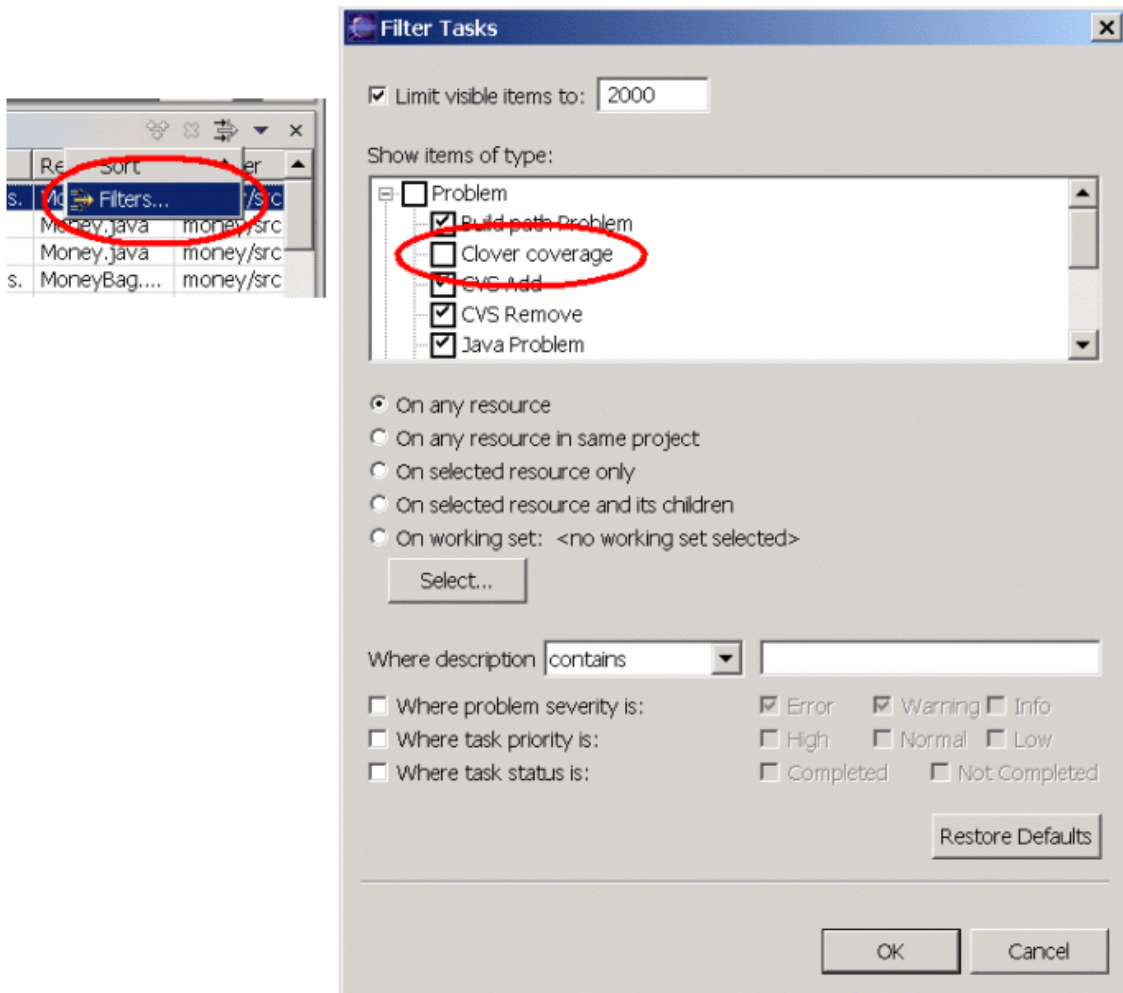 Re Sort er
s. Mo Filters... /src
Money.java money/src
Money.java money/src
s. MoneyBag.... money/src
Filter Tasks
Limit visible items to: 2000
Show items of type:
Problem
Build path Problem
Clover coverage
CVS Add
CVS Remove
Java Problem
On any resource
On any resource in same project
On selected resource only
On selected resource and its children
On working set: <no working set selected>
Select...
Where description contains
Where problem severity is: Error Warning Info
Where task priority is: High Normal Low
Where task status is: Completed Not Completed
Restore Defaults
OK Cancel